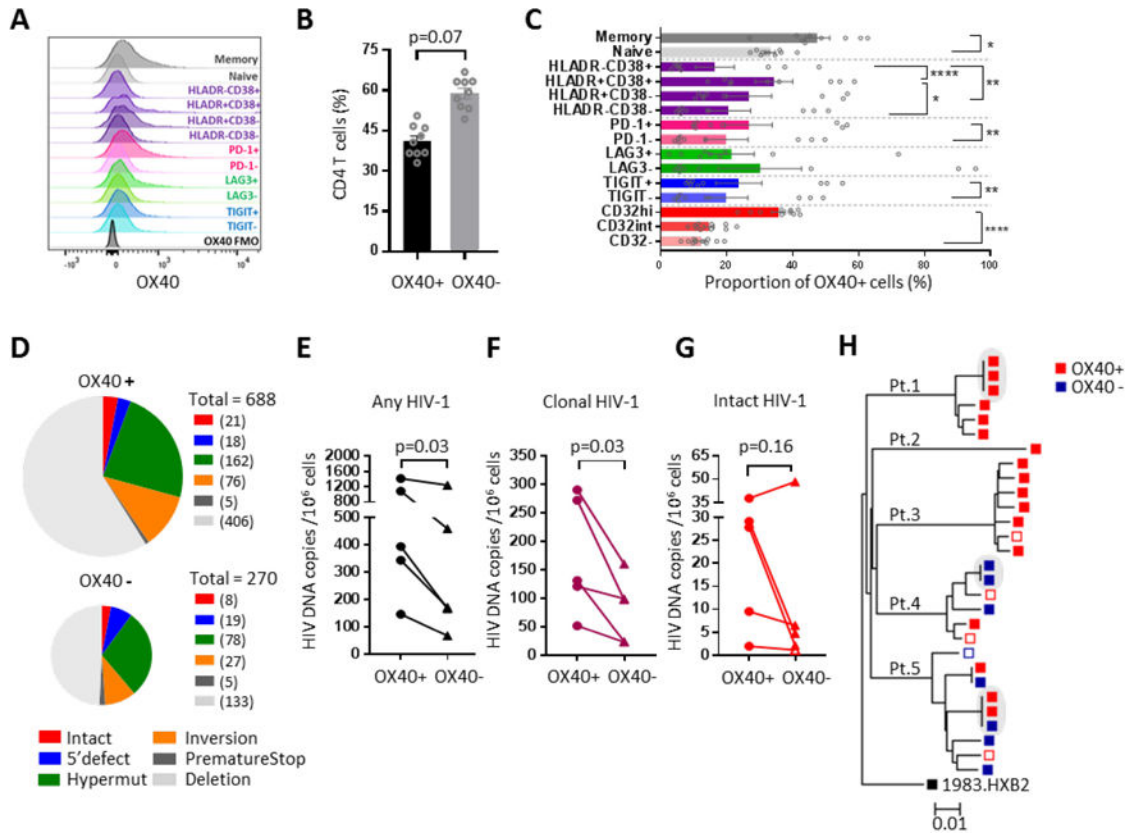 A
Memory
Naive
HLADR-CD38+
HLADR+CD38+
HLADR+CD38-
HLADR-CD38-
PD-1+
PD-1-
LAG3+
LAG3-
TIGIT+
TIGIT-
OX40 FMO
-10³ 0 10³ 10⁴
OX40
B
p=0.07
CD4 T cells (%)
75
60
45
30
15
0
OX40+ OX40-
C
Memory
Naive
HLADR-CD38+
HLADR+CD38+
HLADR+CD38-
HLADR-CD38-
PD-1+
PD-1-
LAG3+
LAG3-
TIGIT+
TIGIT-
CD32hi
CD32int
CD32-
*
****
**
*
**
**
****
0 20 40 60 80 100
Proportion of OX40+ cells (%)
D
OX40 +
Total = 688
(21)
(18)
(162)
(76)
(5)
(406)
OX40 -
Total = 270
(8)
(19)
(78)
(27)
(5)
(133)
Intact
5'defect
Hypermut
Inversion
PrematureStop
Deletion
E
Any HIV-1
p=0.03
HIV DNA copies /10⁶ cells
2000
1600
1400
1200
1000
800
500
400
300
200
100
0
OX40+ OX40-
F
Clonal HIV-1
p=0.03
HIV DNA copies /10⁶ cells
350
300
250
200
150
100
50
0
OX40+ OX40-
G
Intact HIV-1
p=0.16
HIV DNA copies /10⁶ cells
65
55
45
35
30
25
20
15
10
5
0
OX40+ OX40-
H
OX40+
OX40 -
Pt.1
Pt.2
Pt.3
Pt.4
Pt.5
1983.HXB2
0.01